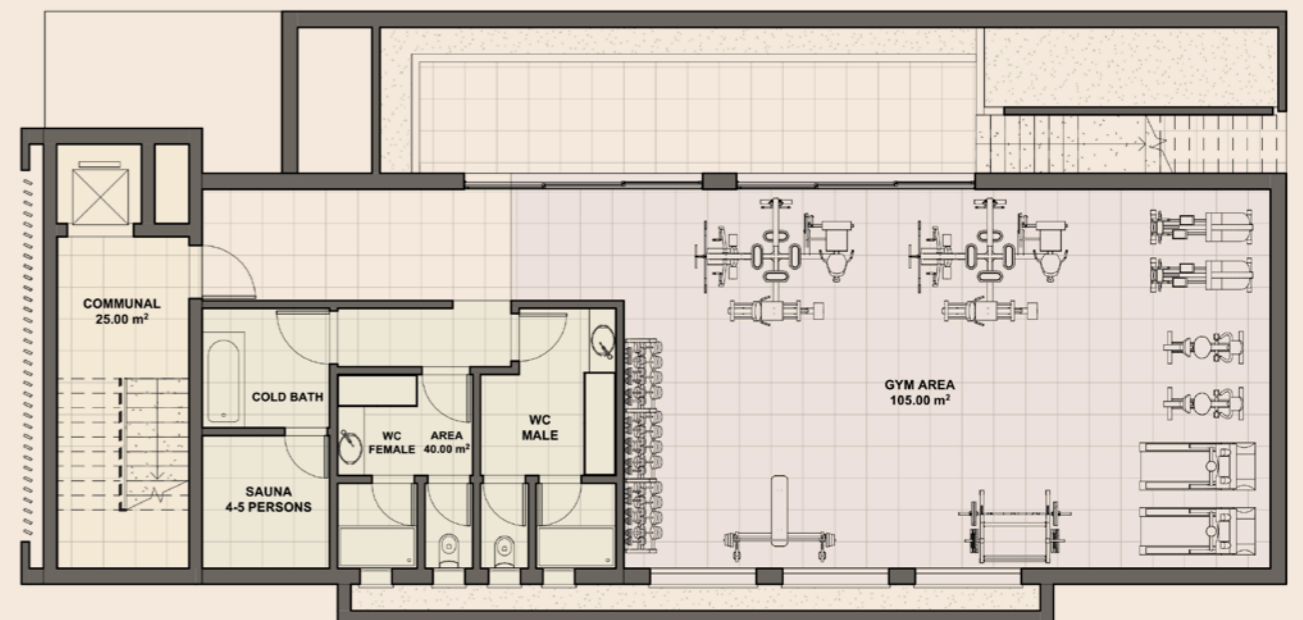 COMMUNAL
25.00 m²
COLD BATH
SAUNA
4-5 PERSONS
WC
FEMALE
AREA
40.00 m²
WC
MALE
GYM AREA
105.00 m²